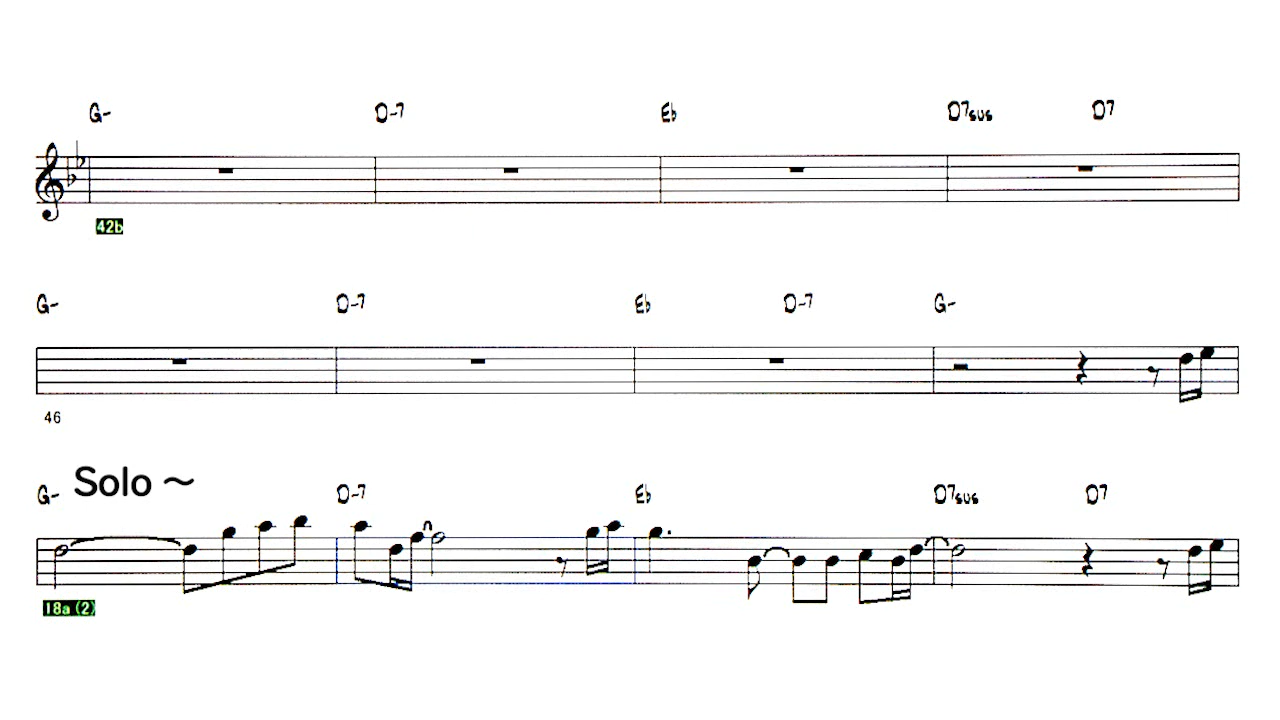 G- D-7 Eb D7sus D7
42b
G- D-7 Eb D-7 G-
46
G- Solo ～ D-7 Eb D7sus D7
18a (2)